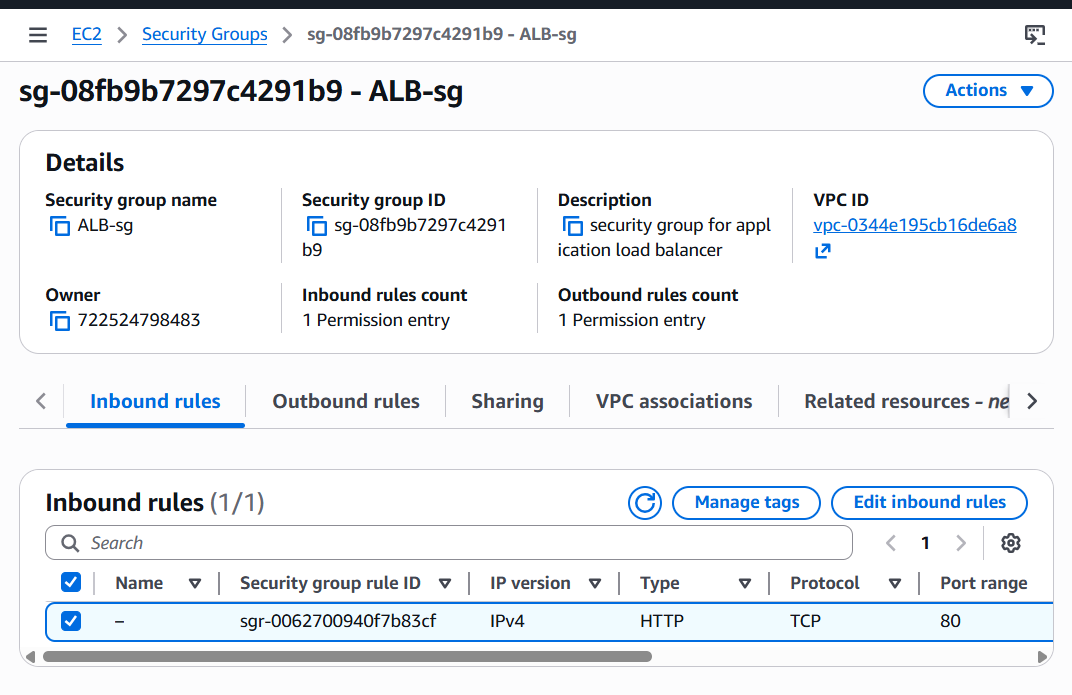 EC2 > Security Groups > sg-08fb9b7297c4291b9 - ALB-sg
sg-08fb9b7297c4291b9 - ALB-sg
Actions
Details
Security group name
ALB-sg
Security group ID
sg-08fb9b7297c4291
b9
Description
security group for appl
ication load balancer
VPC ID
vpc-0344e195cb16de6a8
Owner
722524798483
Inbound rules count
1 Permission entry
Outbound rules count
1 Permission entry
Inbound rules
Outbound rules
Sharing
VPC associations
Related resources - ne
Inbound rules (1/1)
Manage tags
Edit inbound rules
Search
1
Name Security group rule ID IP version Type Protocol Port range
– sgr-0062700940f7b83cf IPv4 HTTP TCP 80